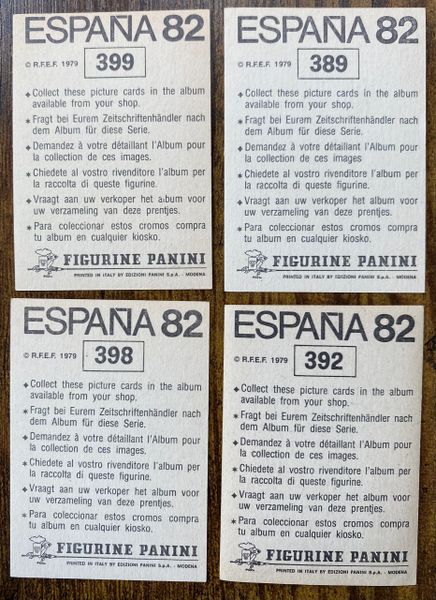 ESPAÑA 82
© R.F.E.F. 1979 399
Collect these picture cards in the album
available from your shop.
Fragt bei Eurem Zeitschriftenhändler nach
dem Album für diese Serie.
Demandez à votre détaillant l'Album pour
la collection de ces images.
Chiedete al vostro rivenditore l'album per
la raccolta di queste figurine.
Vraagt aan uw verkoper het album voor
uw verzameling van deze prentjes.
Para coleccionar estos cromos compra
tu album en cualquier kiosko.
FIGURINE PANINI
PRINTED IN ITALY BY EDIZIONI PANINI S.p.A. - MODENA
ESPAÑA 82
© R.F.E.F. 1979 389
Collect these picture cards in the album
available from your shop.
Fragt bei Eurem Zeitschriftenhändler nach
dem Album für diese Serie.
Demandez à votre détaillant l'Album pour
la collection de ces images
Chiedete al vostro rivenditore l'album per
la raccolta di queste figurine.
Vraagt aan uw verkoper het album voor
uw verzameling van deze prentjes.
Para coleccionar estos cromos compra
tu album en cualquier kiosko.
FIGURINE PANINI
PRINTED IN ITALY BY EDIZIONI PANINI S.p.A. - MODENA
ESPAÑA 82
© R.F.E.F. 1979 398
Collect these picture cards in the album
available from your shop.
Fragt bei Eurem Zeitschriftenhändler nach
dem Album für diese Serie.
Demandez à votre détaillant l'Album pour
la collection de ces images.
Chiedete al vostro rivenditore l'album per
la raccolta di queste figurine.
Vraagt aan uw verkoper het album voor
uw verzameling van deze prentjes.
Para coleccionar estos cromos compra
tu album en cualquier kiosko.
FIGURINE PANINI
PRINTED IN ITALY BY EDIZIONI PANINI S.p.A. - MODENA
ESPAÑA 82
© R.F.E.F. 1979 392
Collect these picture cards in the album
available from your shop.
Fragt bei Eurem Zeitschriftenhändler nach
dem Album für diese Serie.
Demandez à votre détaillant l'Album pour
la collection de ces images.
Chiedete al vostro rivenditore l'album per
la raccolta di queste figurine.
Vraagt aan uw verkoper het album voor
uw verzameling van deze prentjes.
Para coleccionar estos cromos compra
tu album en cualquier kiosko.
FIGURINE PANINI
PRINTED IN ITALY BY EDIZIONI PANINI S.p.A. - MODENA